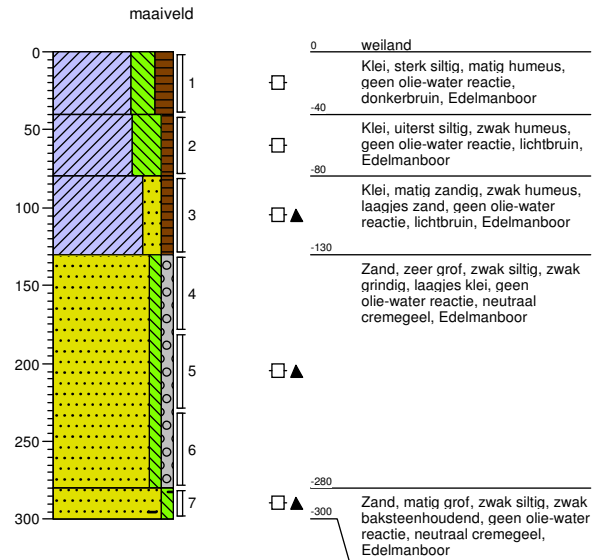 maaiveld
0
50
100
150
200
250
300
1
2
3
4
5
6
7
0 weiland
Klei, sterk siltig, matig humeus,
geen olie-water reactie,
donkerbruin, Edelmanboor
-40
Klei, uiterst siltig, zwak humeus,
geen olie-water reactie, lichtbruin,
Edelmanboor
-80
Klei, matig zandig, zwak humeus,
laagjes zand, geen olie-water
reactie, lichtbruin, Edelmanboor
-130
Zand, zeer grof, zwak siltig, zwak
grindig, laagjes klei, geen
olie-water reactie, neutraal
cremegeel, Edelmanboor
-280
Zand, matig grof, zwak siltig, zwak
baksteenhoudend, geen olie-water
reactie, neutraal cremegeel,
Edelmanboor
-300